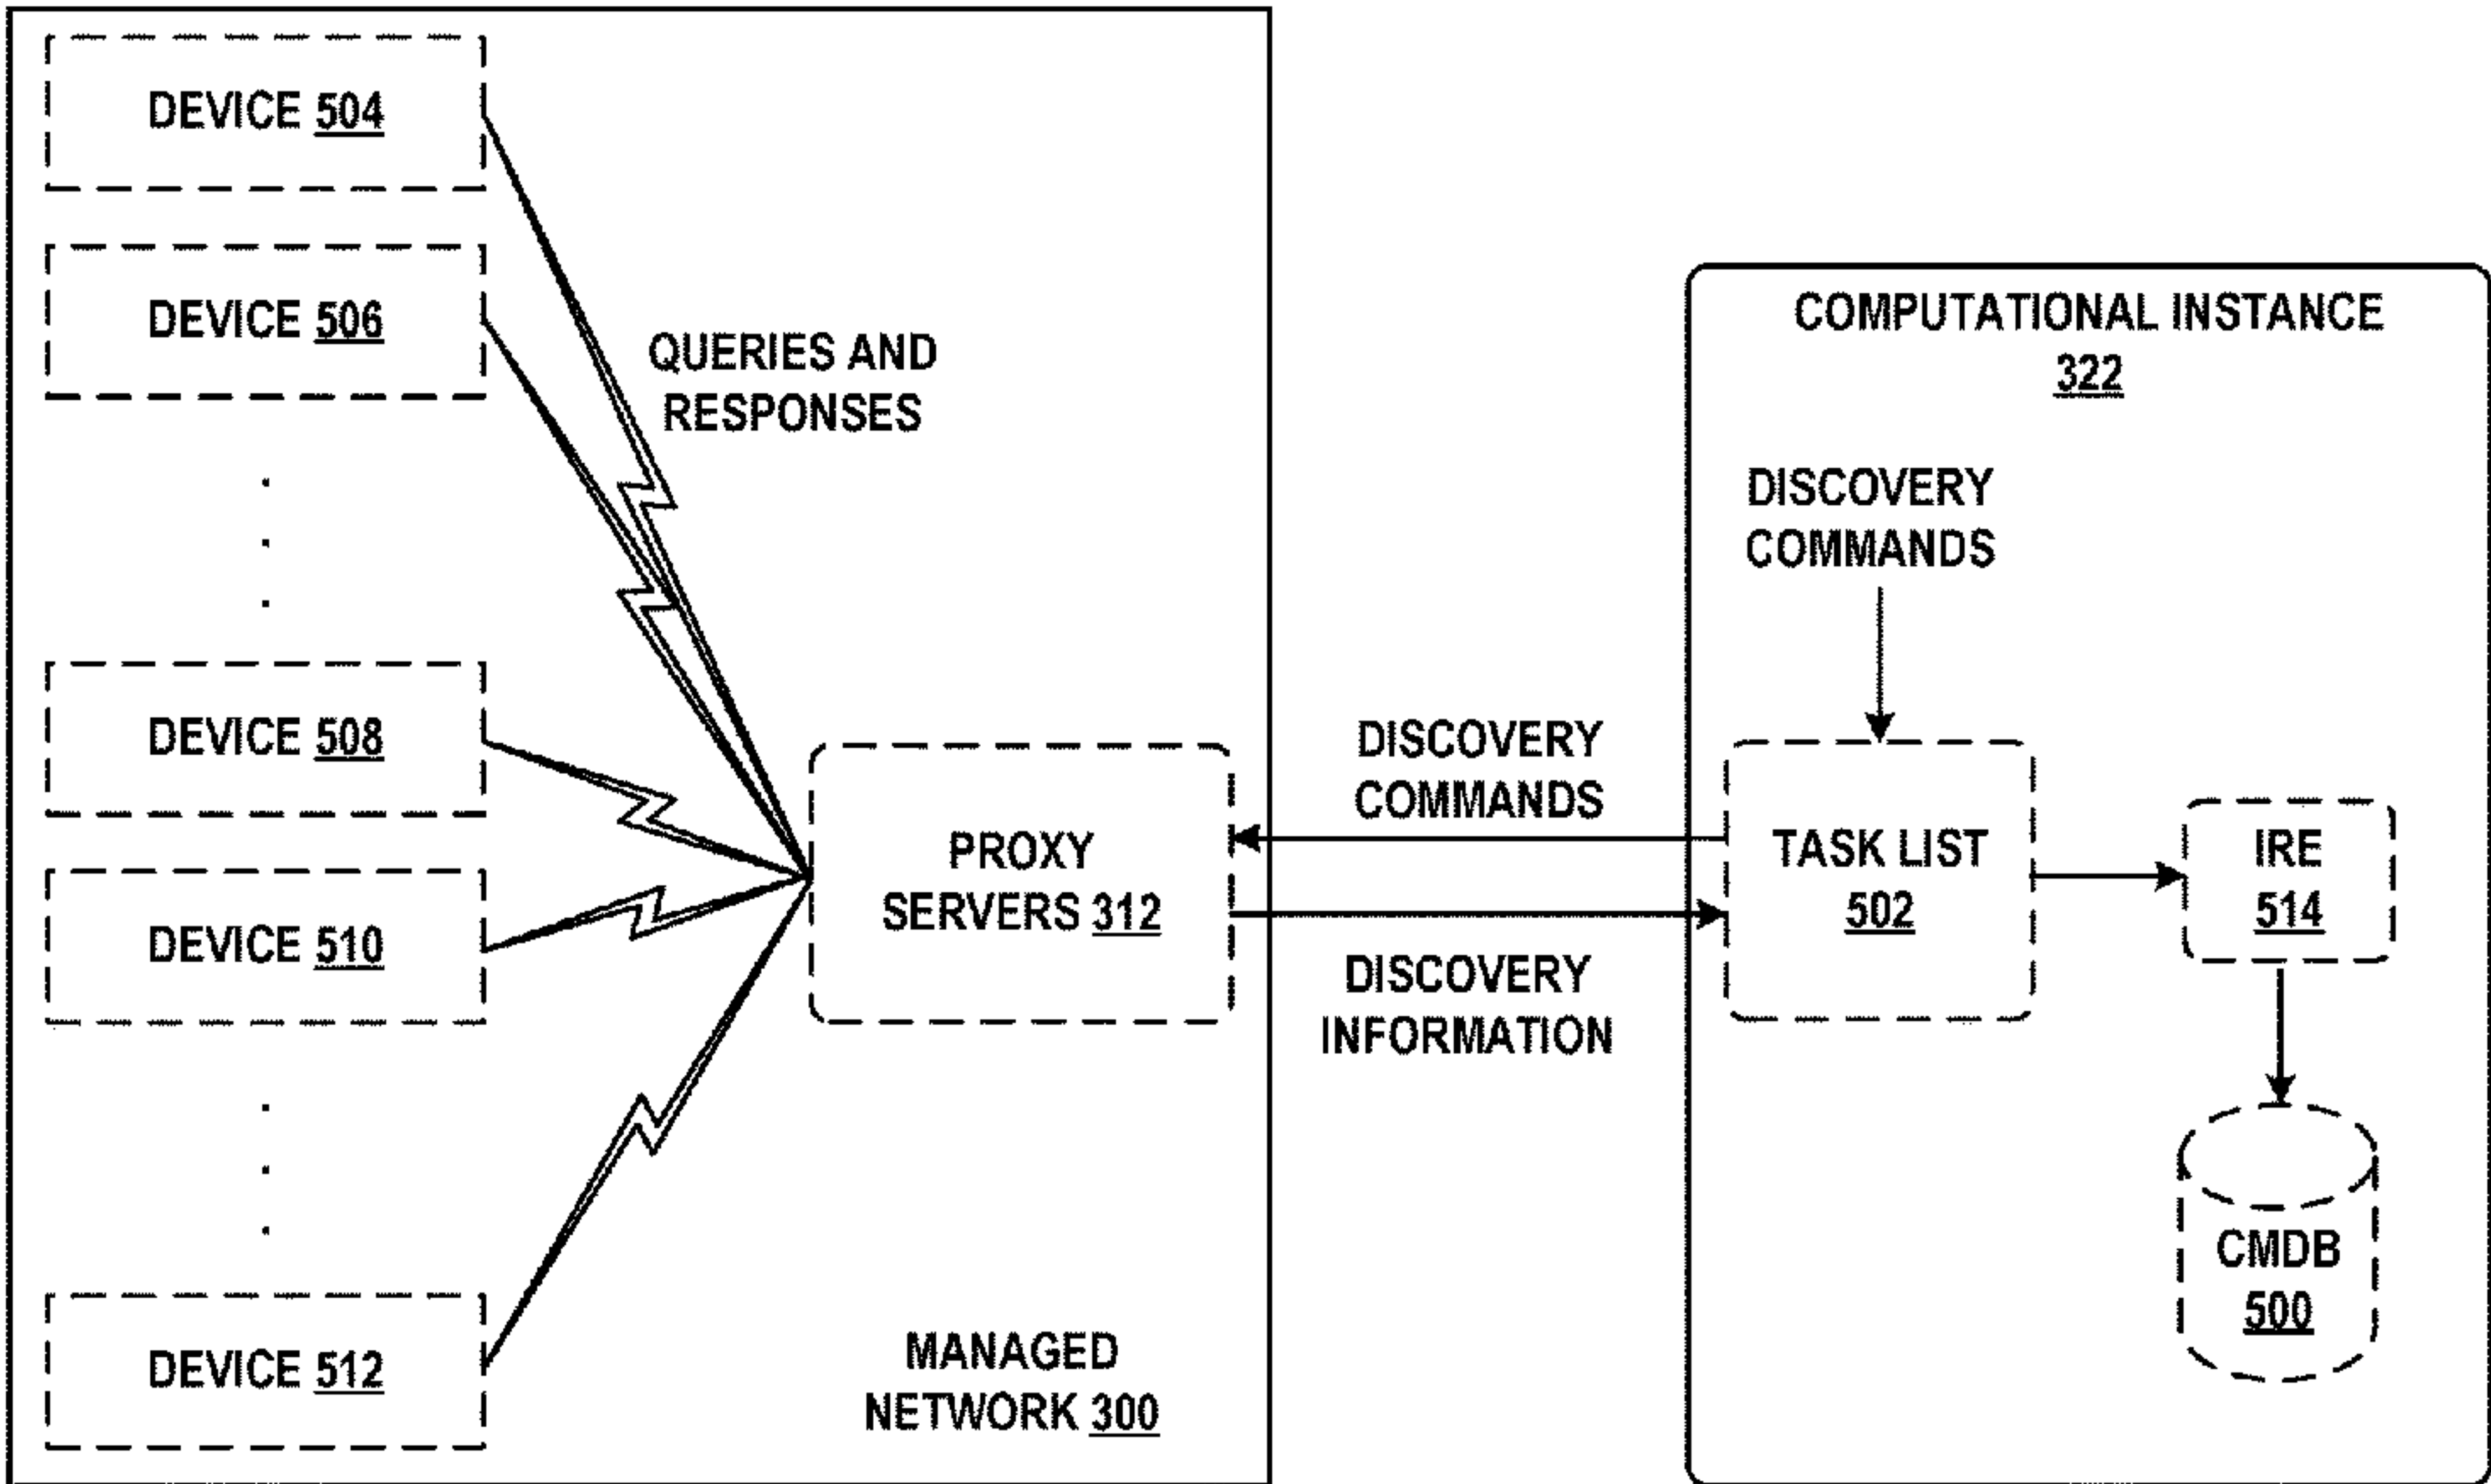 DEVICE 504
DEVICE 506
QUERIES AND
RESPONSES
DEVICE 508
DEVICE 510
DEVICE 512
PROXY
SERVERS 312
MANAGED
NETWORK 300
DISCOVERY
COMMANDS
DISCOVERY
INFORMATION
COMPUTATIONAL INSTANCE
322
DISCOVERY
COMMANDS
TASK LIST
502
IRE
514
CMDB
500